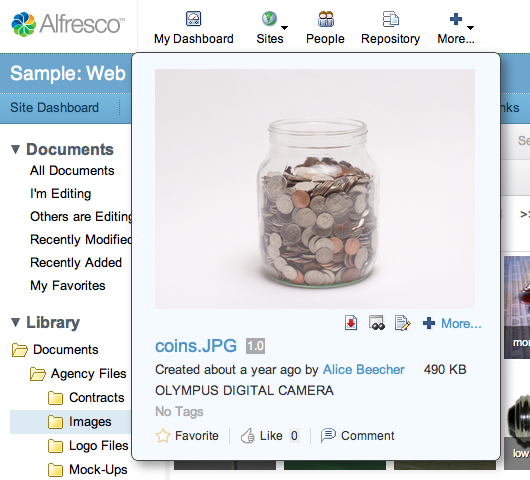 Alfresco™
My Dashboard Sites People Repository More...
Sample: Web
Site Dashboard
Documents
All Documents
I'm Editing
Others are Editing
Recently Modified
Recently Added
My Favorites
Library
Documents
Agency Files
Contracts
Images
Logo Files
Mock-Ups
More...
coins.JPG 1.0
Created about a year ago by Alice Beecher 490 KB
OLYMPUS DIGITAL CAMERA
No Tags
Favorite Like 0 Comment
nks
Se
>>
mor
low